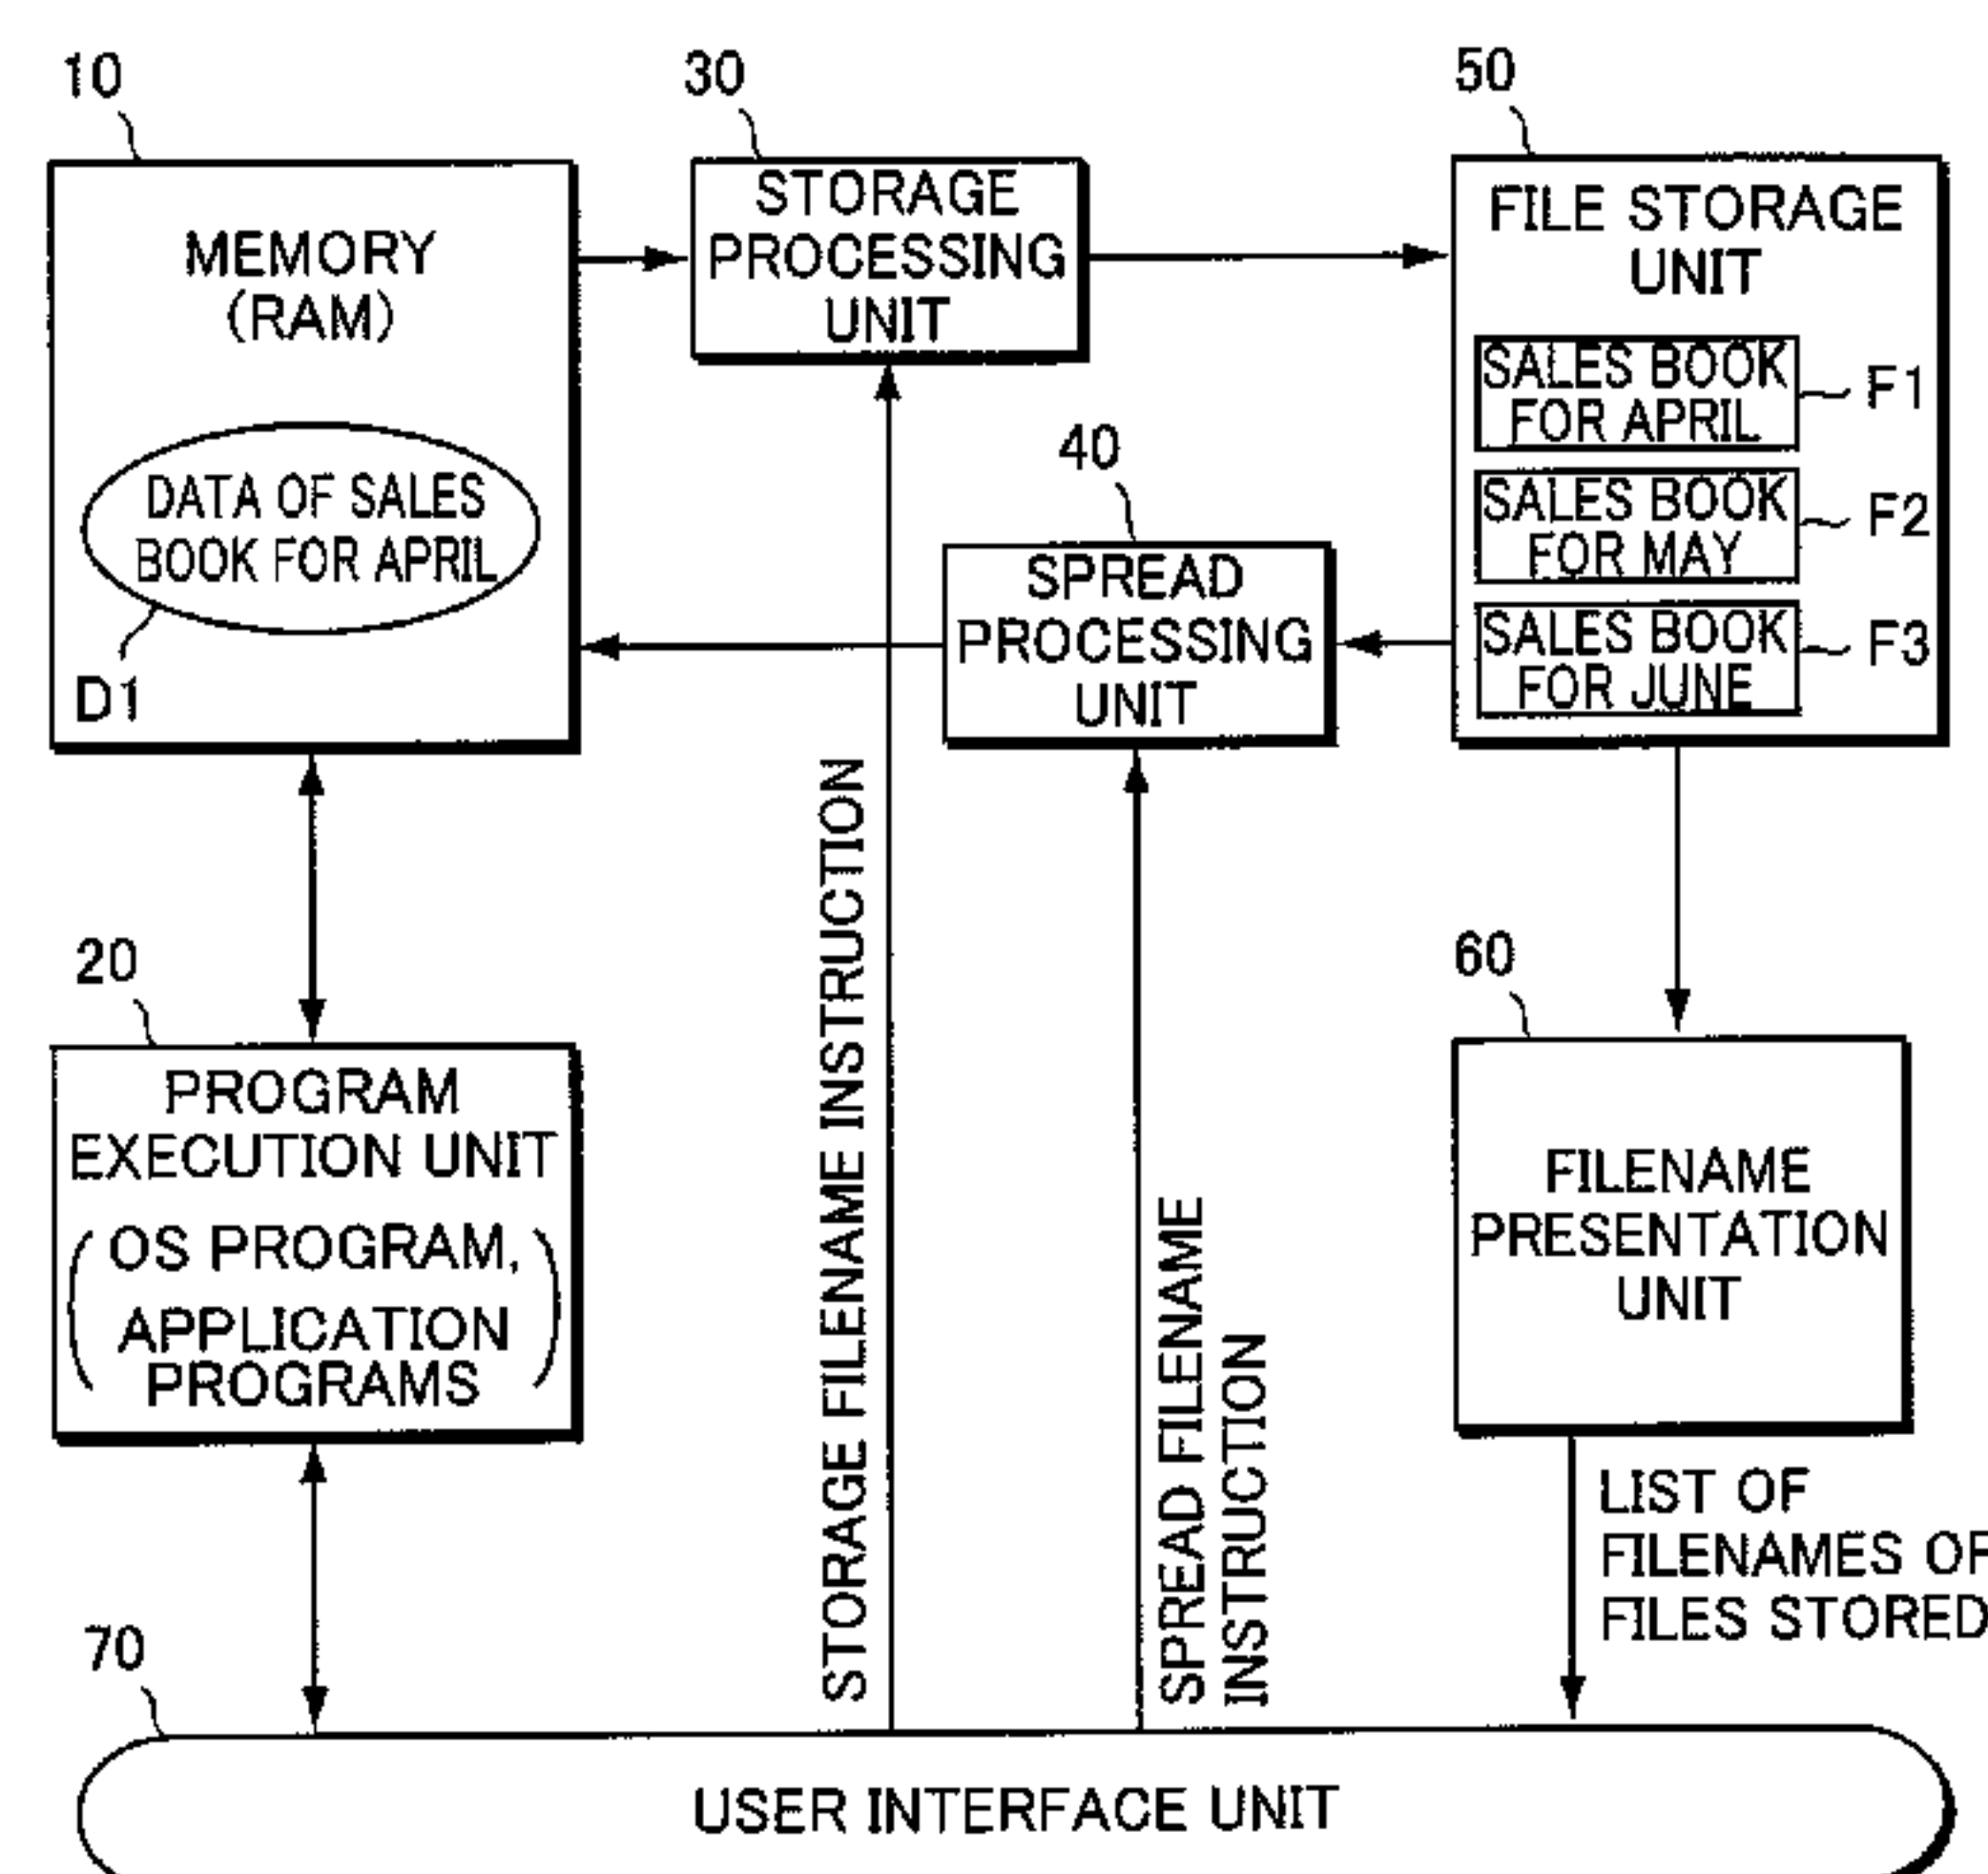 10
MEMORY
(RAM)
DATA OF SALES
BOOK FOR APRIL
D1
30
STORAGE
PROCESSING
UNIT
50
FILE STORAGE
UNIT
SALES BOOK
FOR APRIL
F1
SALES BOOK
FOR MAY
F2
SALES BOOK
FOR JUNE
F3
40
SPREAD
PROCESSING
UNIT
20
PROGRAM
EXECUTION UNIT
OS PROGRAM,
APPLICATION
PROGRAMS
STORAGE FILENAME INSTRUCTION
SPREAD FILENAME
INSTRUCTION
60
FILENAME
PRESENTATION
UNIT
LIST OF
FILENAMES OF
FILES STORED
70
USER INTERFACE UNIT